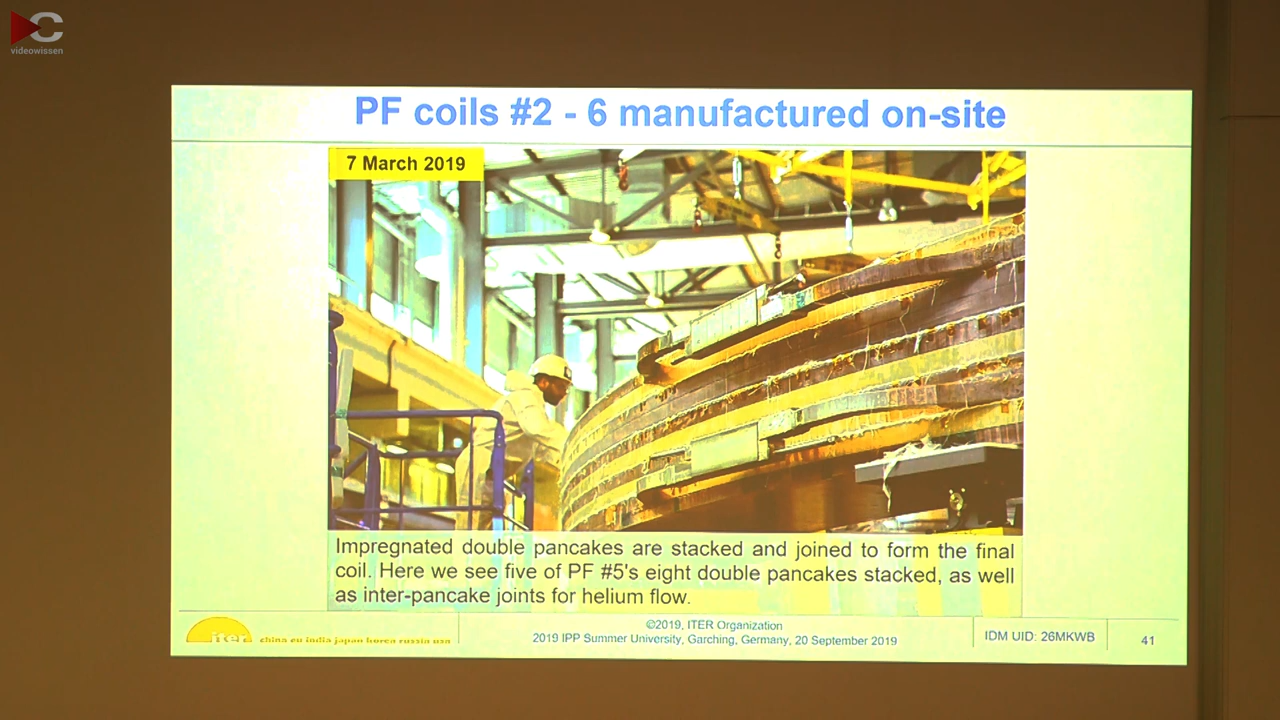 videowissen
PF coils #2 - 6 manufactured on-site
7 March 2019
Impregnated double pancakes are stacked and joined to form the final
coil. Here we see five of PF #5's eight double pancakes stacked, as well
as inter-pancake joints for helium flow.
iter china eu india japan korea russia usa
©2019, ITER Organization
2019 IPP Summer University, Garching, Germany, 20 September 2019
IDM UID: 26MKWB
41